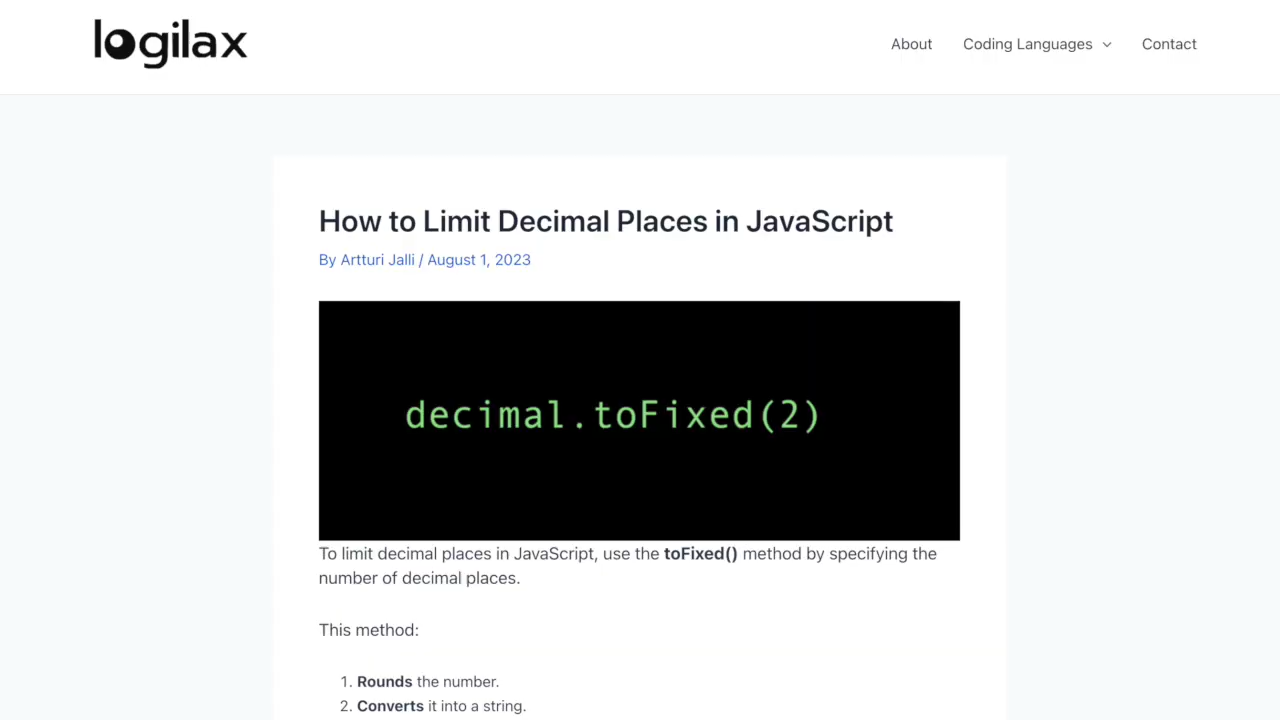 logilax
About
Coding Languages
Contact
How to Limit Decimal Places in JavaScript
By Artturi Jalli / August 1, 2023
decimal.toFixed(2)
To limit decimal places in JavaScript, use the toFixed() method by specifying the
number of decimal places.
This method:
1. Rounds the number.
2. Converts it into a string.